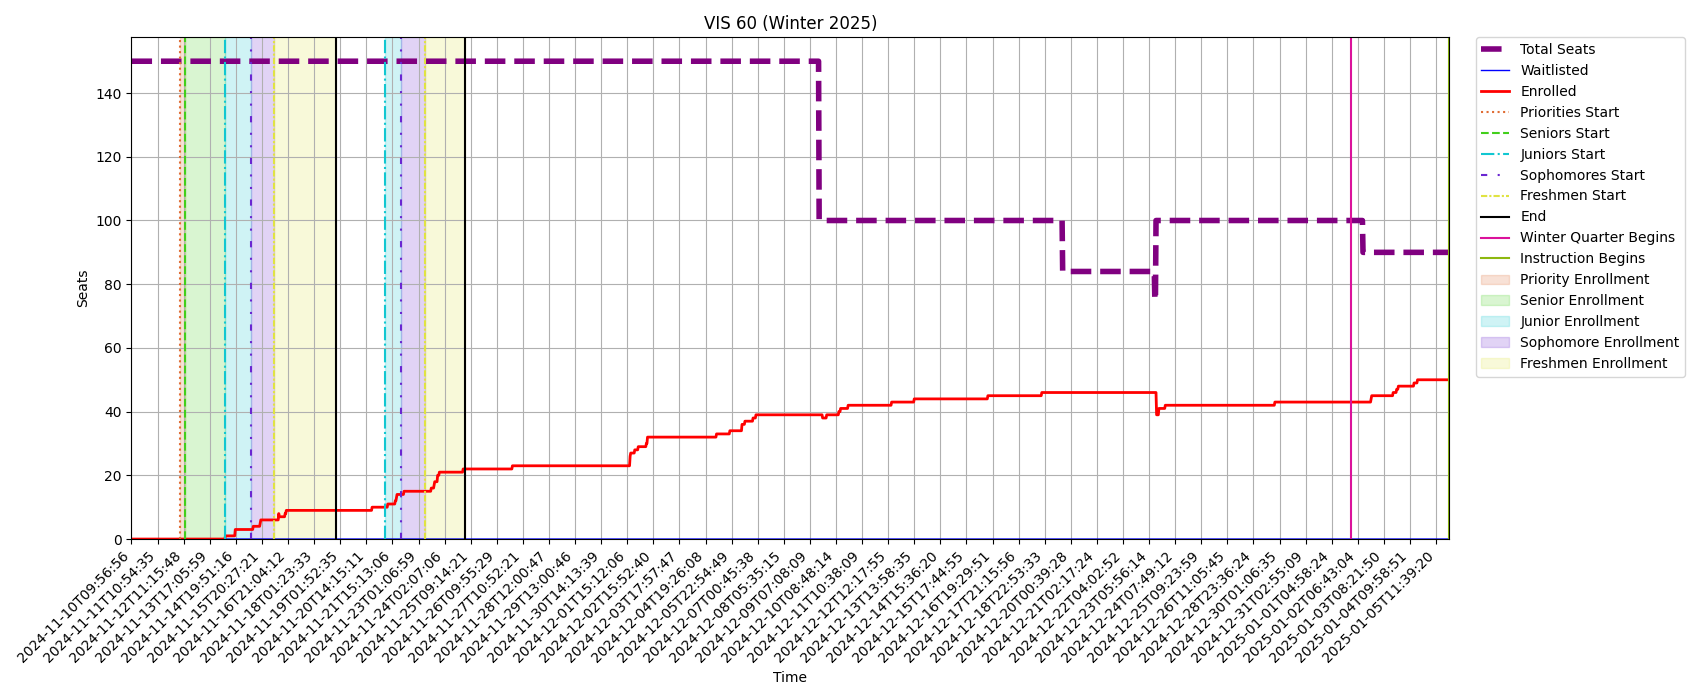 VIS 60 (Winter 2025)
Seats
140
120
100
80
60
40
20
0
2024-11-10T09:56:56
2024-11-11T10:54:35
2024-11-12T11:15:48
2024-11-13T17:05:59
2024-11-14T19:51:16
2024-11-15T20:27:21
2024-11-16T21:04:12
2024-11-18T01:23:33
2024-11-19T01:52:35
2024-11-20T14:15:11
2024-11-21T15:13:06
2024-11-23T01:06:59
2024-11-24T02:07:06
2024-11-25T02:14:21
2024-11-26T09:55:29
2024-11-27T10:52:21
2024-11-28T12:00:47
2024-11-29T13:00:46
2024-11-30T14:13:39
2024-12-01T15:12:06
2024-12-02T15:52:40
2024-12-03T17:57:47
2024-12-04T19:26:08
2024-12-05T22:54:49
2024-12-07T00:45:38
2024-12-08T05:35:15
2024-12-09T07:08:09
2024-12-10T08:48:14
2024-12-11T10:38:09
2024-12-12T12:17:55
2024-12-13T13:58:35
2024-12-14T15:36:20
2024-12-15T17:44:55
2024-12-16T19:29:51
2024-12-17T21:15:56
2024-12-18T22:53:33
2024-12-20T00:39:28
2024-12-21T02:17:24
2024-12-22T04:02:52
2024-12-23T05:56:14
2024-12-24T07:49:12
2024-12-25T09:23:59
2024-12-26T11:05:45
2024-12-28T23:36:24
2024-12-30T01:06:35
2024-12-31T02:55:09
2025-01-01T04:58:24
2025-01-02T06:43:04
2025-01-03T08:21:50
2025-01-04T09:58:51
2025-01-05T11:39:20
Time
Total Seats
Waitlisted
Enrolled
Priorities Start
Seniors Start
Juniors Start
Sophomores Start
Freshmen Start
End
Winter Quarter Begins
Instruction Begins
Priority Enrollment
Senior Enrollment
Junior Enrollment
Sophomore Enrollment
Freshmen Enrollment